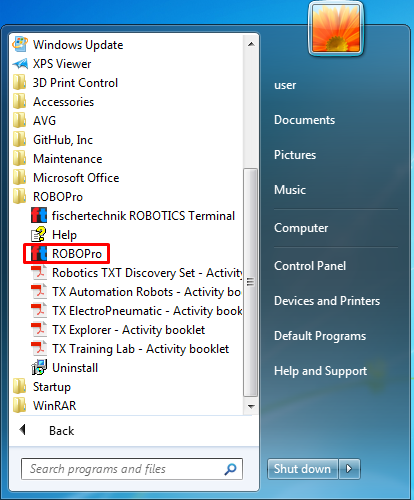 Windows Update
XPS Viewer
3D Print Control
Accessories
AVG
GitHub, Inc
Maintenance
Microsoft Office
ROBOPro
fischertechnik ROBOTICS Terminal
Help
ROBOPro
Robotics TXT Discovery Set - Activity
TX Automation Robots - Activity book
TX ElectroPneumatic - Activity bookl
TX Explorer - Activity booklet
TX Training Lab - Activity booklet
Uninstall
Startup
WinRAR
Back
Search programs and files
user
Documents
Pictures
Music
Computer
Control Panel
Devices and Printers
Default Programs
Help and Support
Shut down